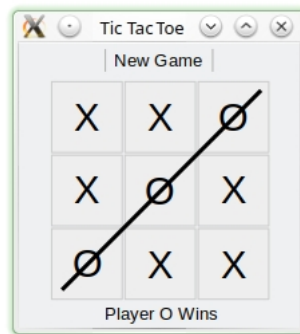 Tic Tac Toe
New Game
X X O
X O X
O X X
Player O Wins